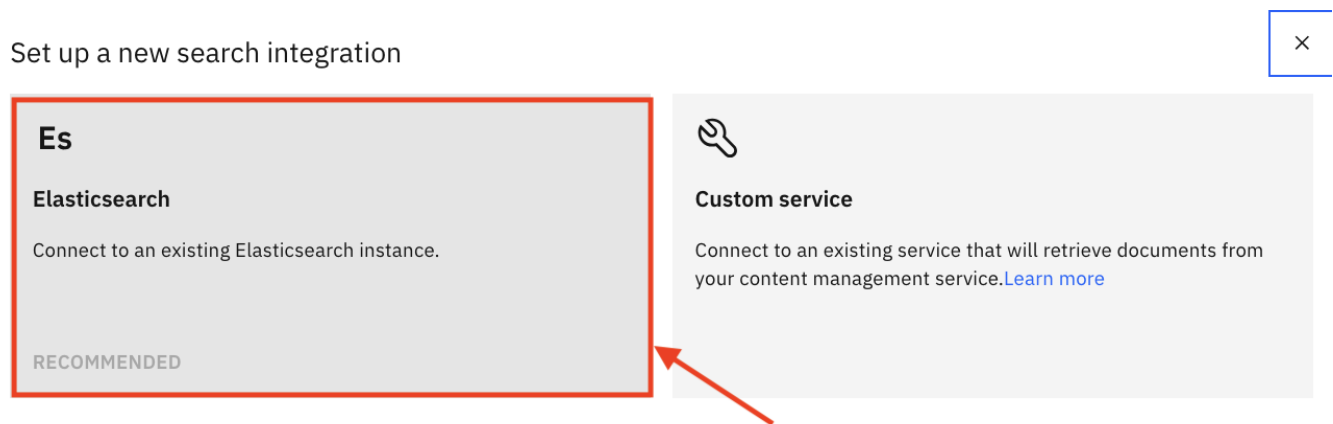 Set up a new search integration
Es
Elasticsearch
Connect to an existing Elasticsearch instance.
RECOMMENDED
Custom service
Connect to an existing service that will retrieve documents from
your content management service.Learn more